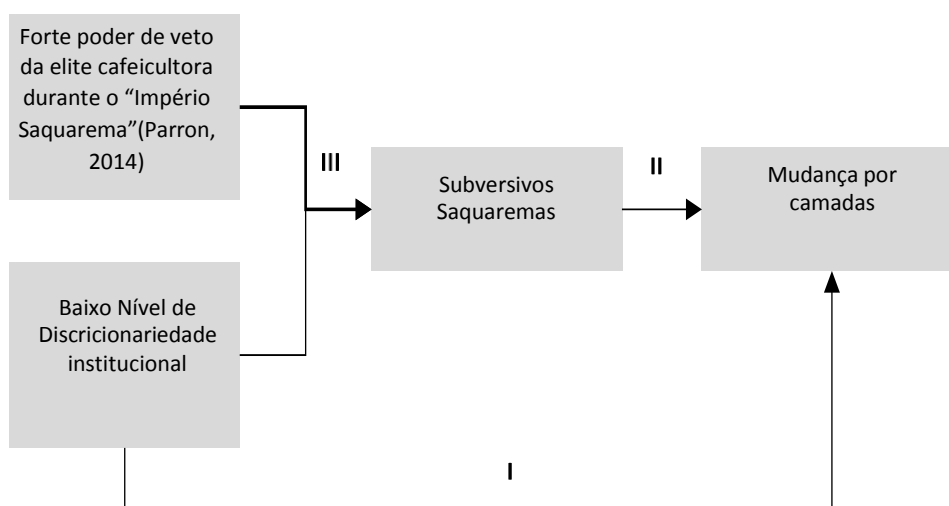 Forte poder de veto
da elite cafeicultora
durante o “Império
Saquarema”(Parron,
2014)
III
Subversivos
Saquaremas
II
Mudança por
camadas
Baixo Nível de
Discricionariedade
institucional
I